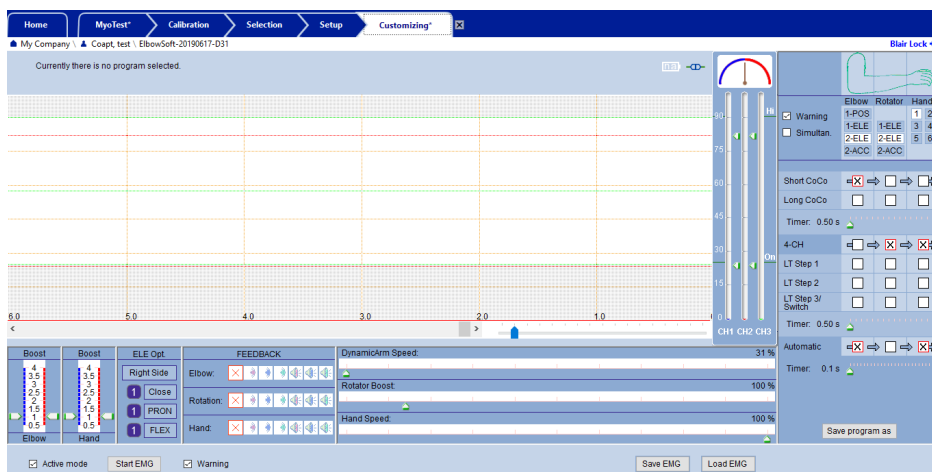 Home MyoTest* Calibration Selection Setup Customizing*
My Company \ Coapt, test \ ElbowSoft-20190617-D31 Blair Lock
Currently there is no program selected.
n.a.
Elbow Rotator Hand
Warning 1-POS 1 2
Simultan. 1-ELE 1-ELE 3 4
2-ELE 2-ELE 5 6
2-ACC 2-ACC
90 Hi
75
60
45
30 On
15
0
Short CoCo
Long CoCo
Timer: 0.50 s
4-CH
LT Step 1
LT Step 2
LT Step 3/
Switch
Timer: 0.50 s
Automatic
Timer: 0.1 s
6.0 5.0 4.0 3.0 2.0 1.0
CH1 CH2 CH3
Boost Boost ELE Opt. FEEDBACK DynamicArm Speed: 31 %
4 4 Right Side Elbow:
3.5 3.5
3 3
2.5 2.5 1 Close Rotation: Rotator Boost: 100 %
2 2
1.5 1.5 1 PRON
1 1
0.5 0.5 1 FLEX Hand: Hand Speed: 100 %
Elbow Hand
Save program as
Active mode Start EMG Warning Save EMG Load EMG